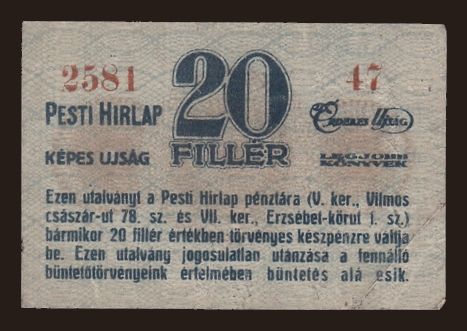 2581 20 47
PESTI HIRLAP Érdekes Ujság
KÉPES UJSÁG FILLÉR LEGJOBB KÖNYVEK
Ezen utalványt a Pesti Hirlap pénztára (V. ker., Vilmos
császár-ut 78. sz. és VII. ker., Erzsébet-körut 1. sz.)
bármikor 20 fillér értékben törvényes készpénzre váltja
be. Ezen utalvány jogosulatlan utánzása a fennálló
büntetőtörvényeink értelmében büntetés alá esik.